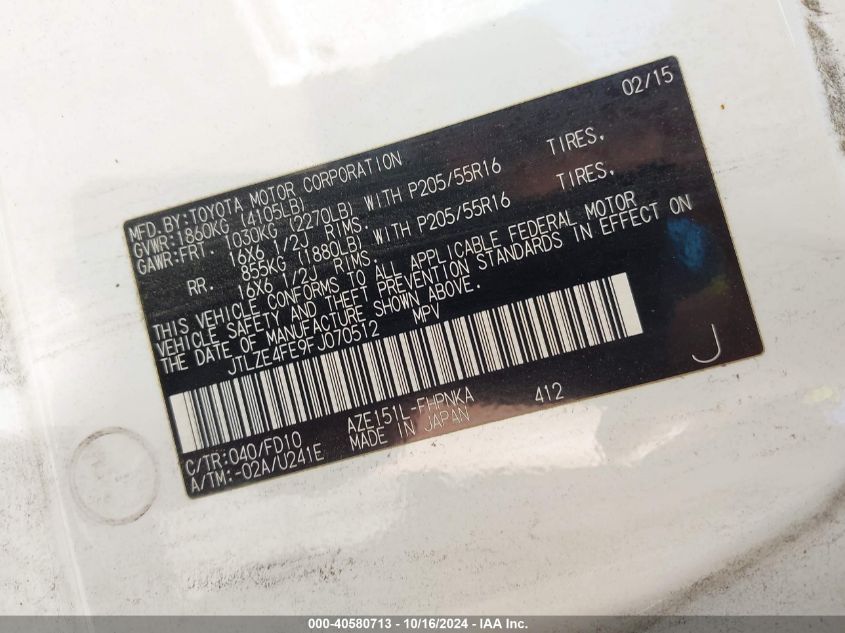 02/15
MFD.BY:TOYOTA MOTOR CORPORATION
GVWR:1860KG (4105LB)
GAWR:FRT. 1030KG (2270LB) WITH P205/55R16 TIRES,
16X6 1/2J RIMS.
RR. 855KG (1880LB) WITH P205/55R16 TIRES,
16X6 1/2J RIMS.
THIS VEHICLE CONFORMS TO ALL APPLICABLE FEDERAL MOTOR
VEHICLE SAFETY AND THEFT PREVENTION STANDARDS IN EFFECT ON
THE DATE OF MANUFACTURE SHOWN ABOVE.
JTLZE4FE9FJ070512 MPV
J
C/TR:040/FD10 AZE151L-FHPNKA 412
A/TM:-02A/U241E MADE IN JAPAN
000-40580713 - 10/16/2024 - IAA Inc.